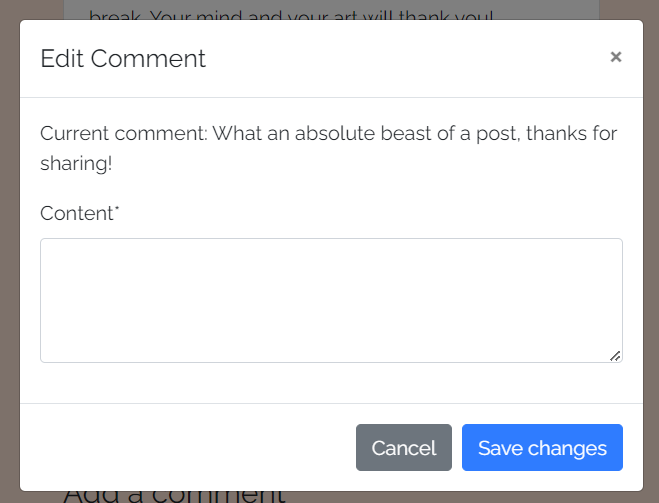 break. Your mind and your art will thank you!
Edit Comment
×
Current comment: What an absolute beast of a post, thanks for
sharing!
Content*
Cancel
Save changes
Add a comment